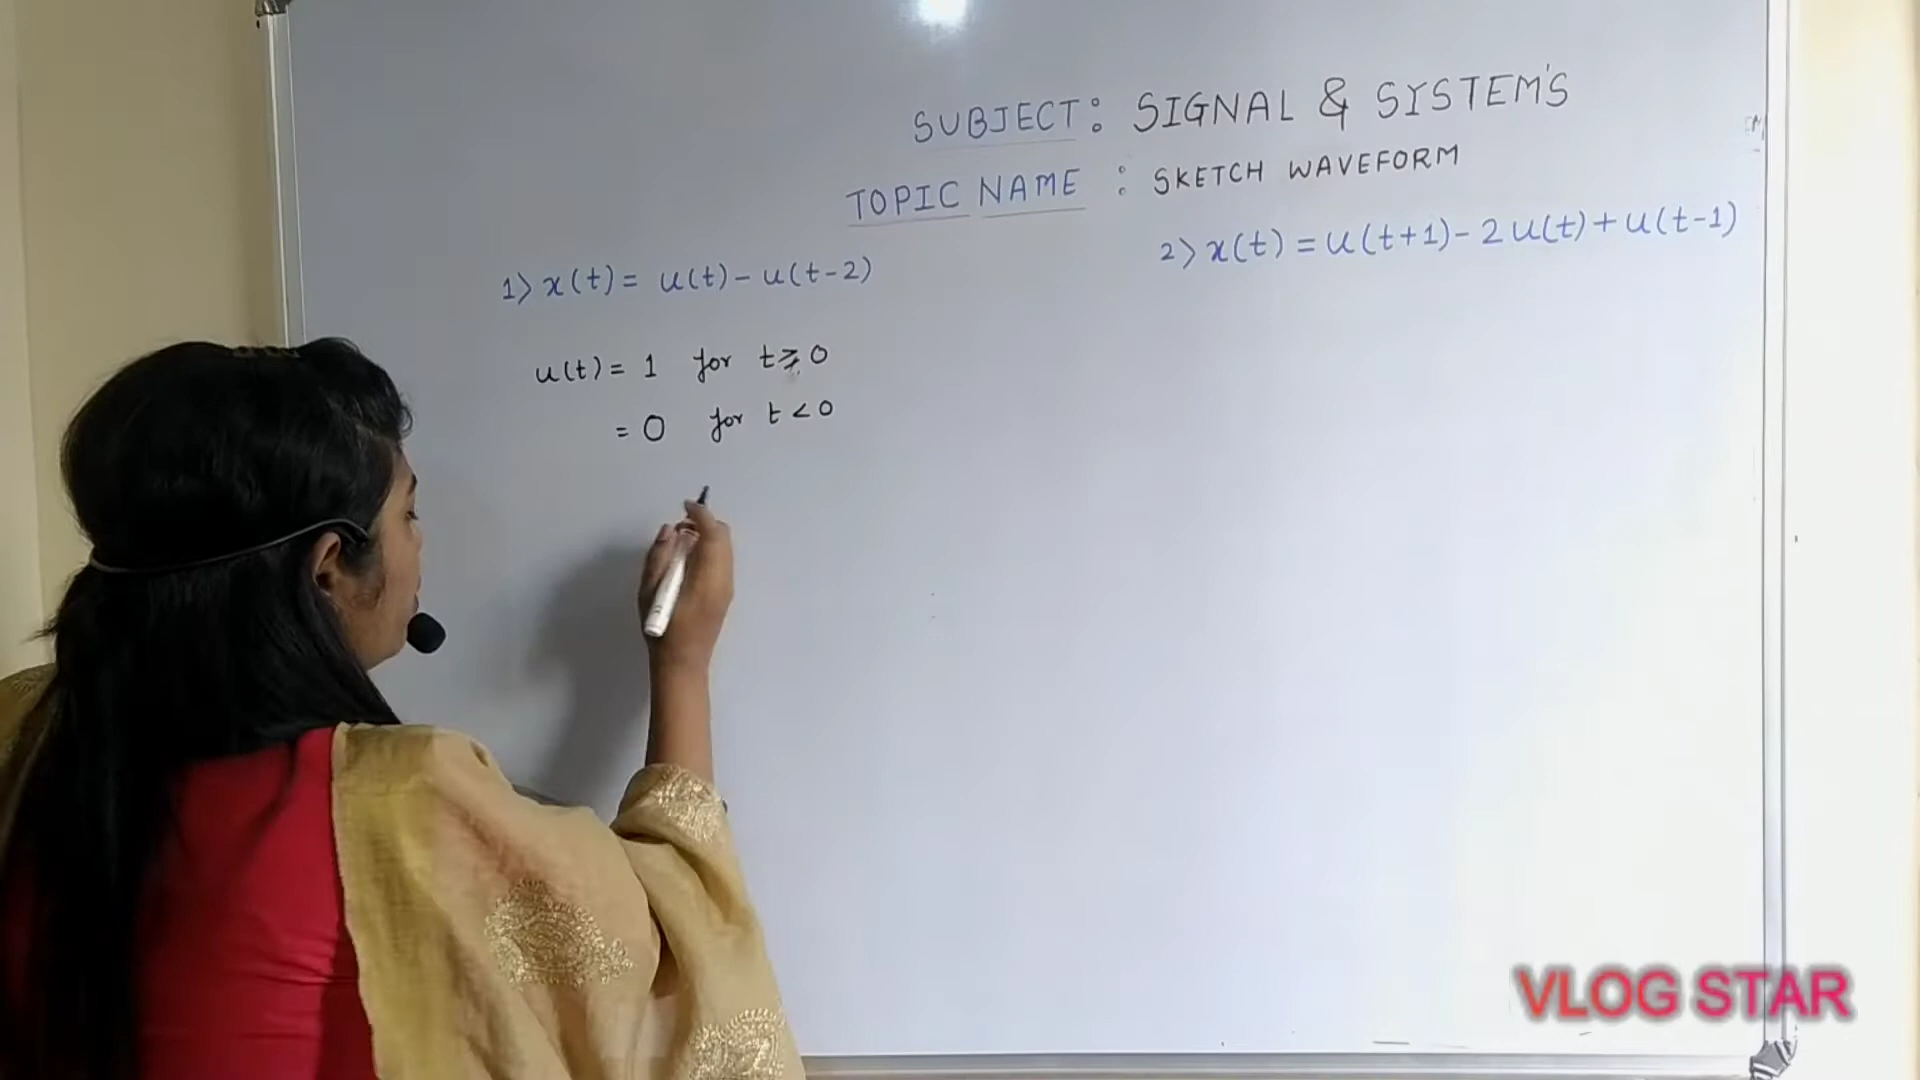 SUBJECT: SIGNAL & SYSTEM'S
TOPIC NAME : SKETCH WAVEFORM
1) x(t) = u(t) - u(t-2)
u(t) = 1 for t ≥ 0
= 0 for t < 0
2) x(t) = u(t+1) - 2u(t) + u(t-1)
VLOG STAR